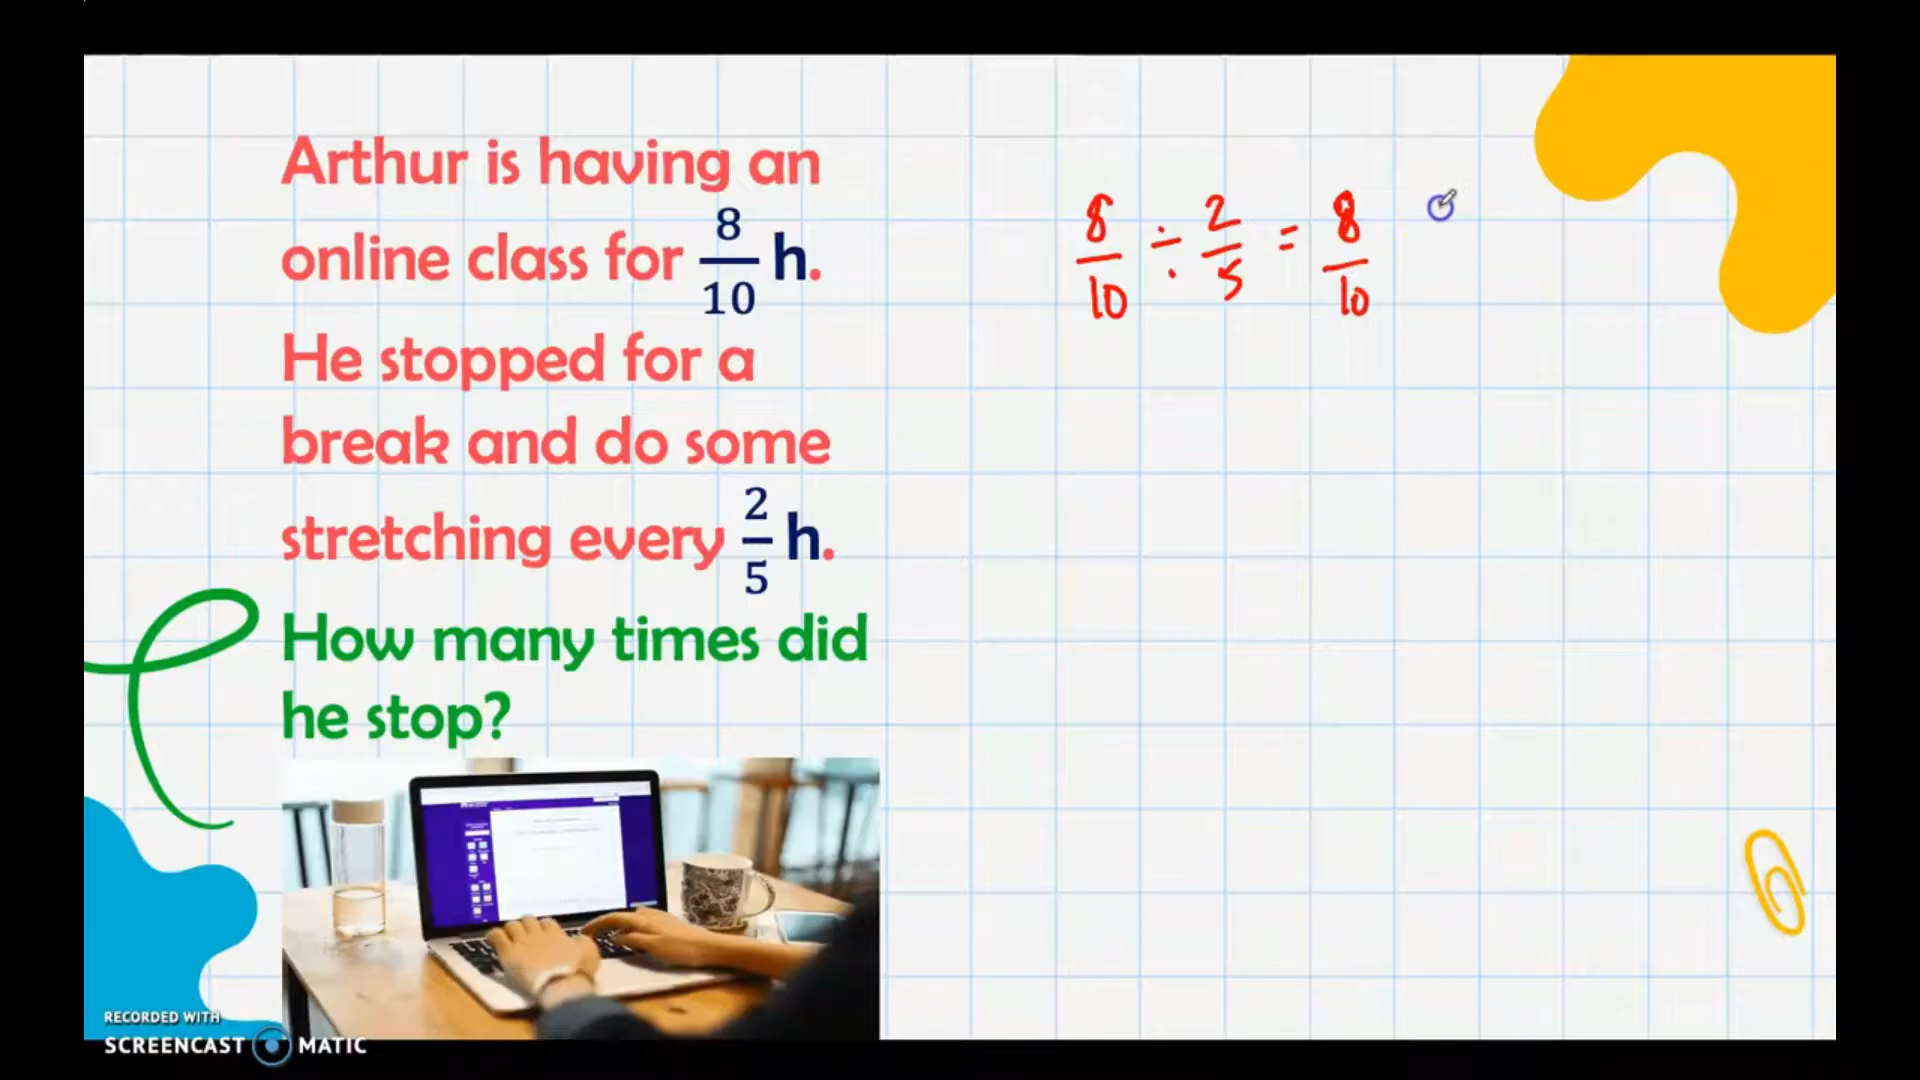 Arthur is having an
online class for 8/10 h.
He stopped for a
break and do some
stretching every 2/5 h.
How many times did
he stop?
8/10 ÷ 2/5 = 8/10
RECORDED WITH
SCREENCAST MATIC